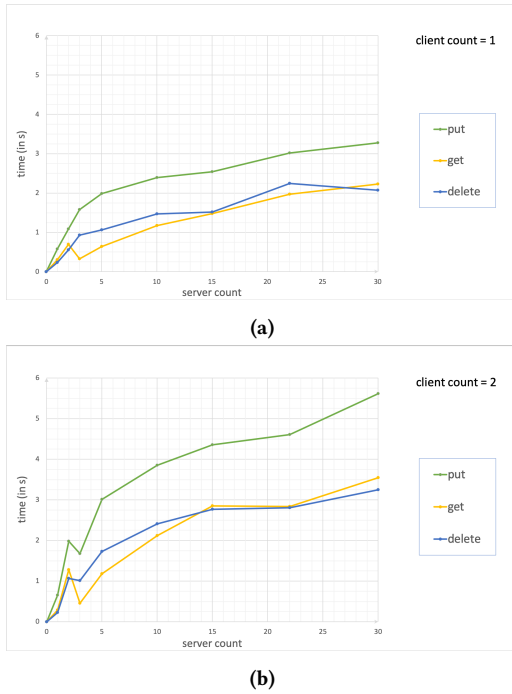 client count = 1
6
5
4
3
2
1
0
time (in s)
0 5 10 15 20 25 30
server count
put
get
delete
(a)
client count = 2
6
5
4
3
2
1
0
time (in s)
0 5 10 15 20 25 30
server count
put
get
delete
(b)